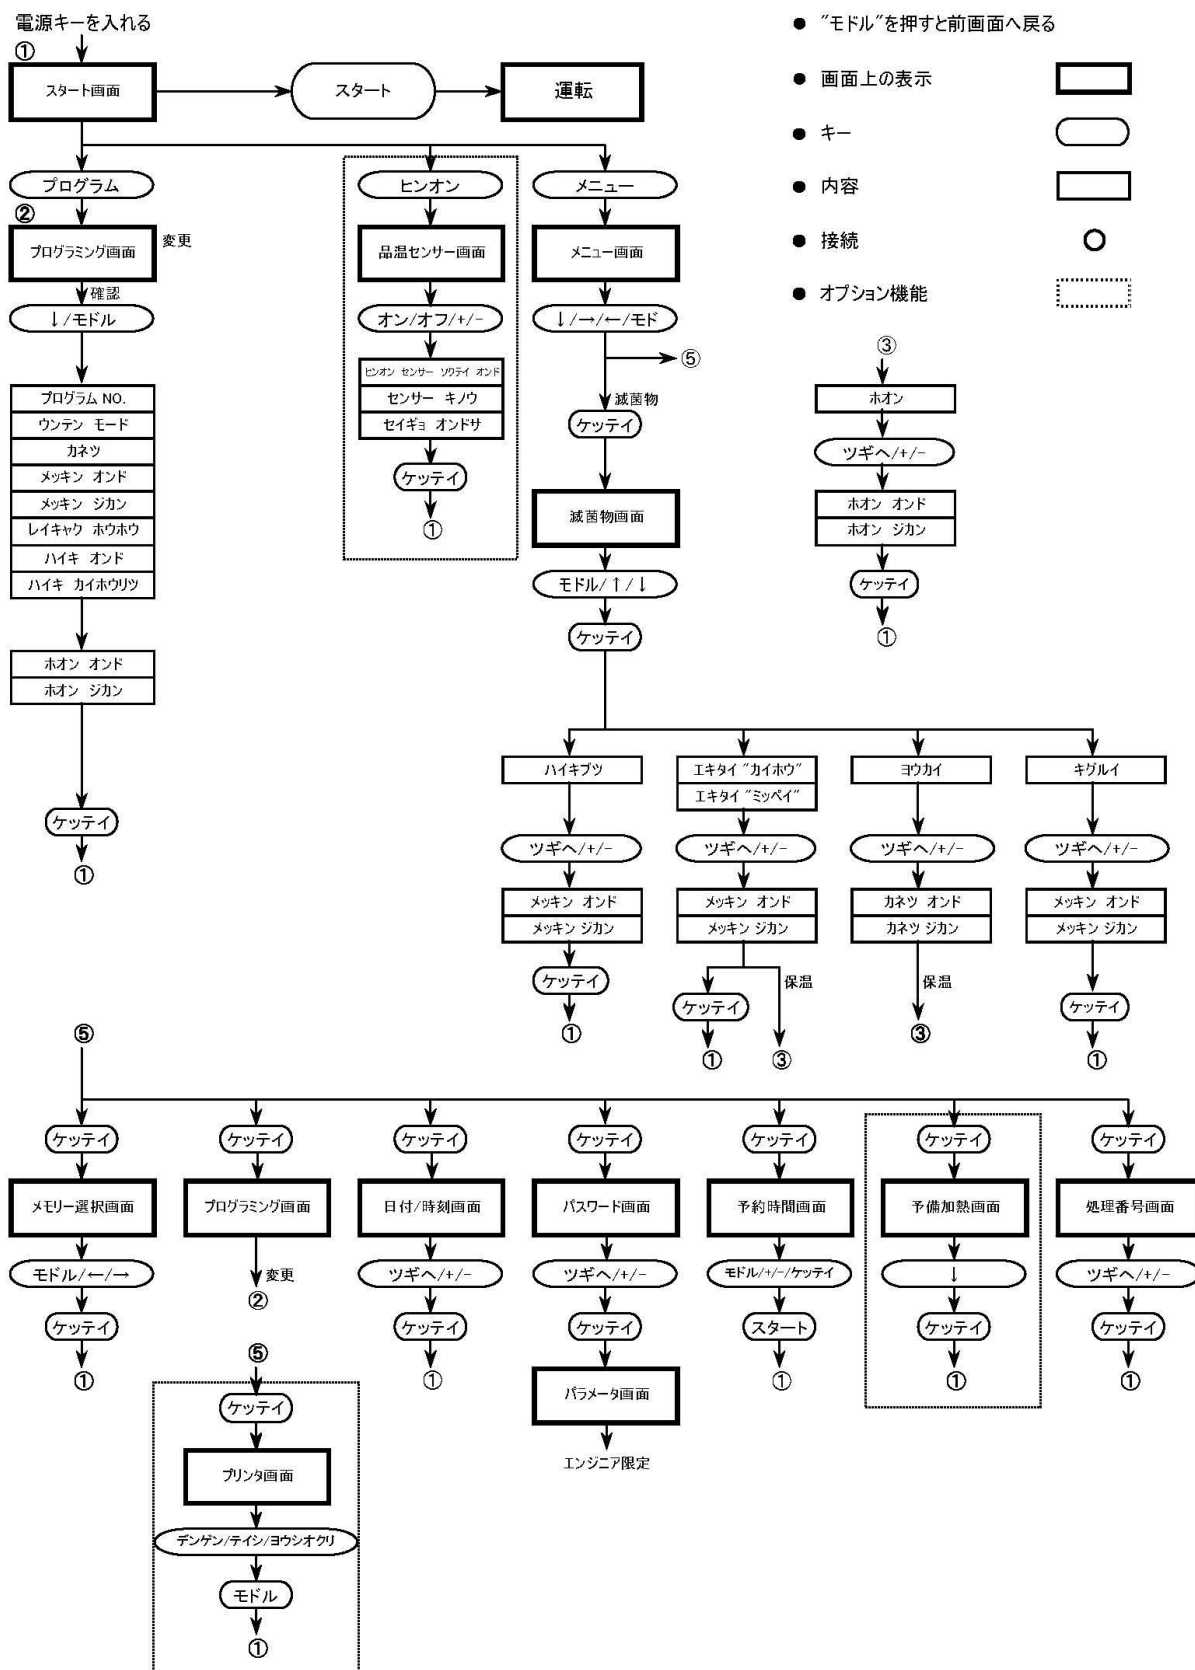 電源キーを入れる
①
スタート画面
スタート
運転
● ”モドル”を押すと前画面へ戻る
● 画面上の表示
● キー
● 内容
● 接続
● オプション機能
プログラム
ヒンオン
メニュー
②
プログラミング画面
変更
品温センサー画面
メニュー画面
確認
↓/モドル
オン/オフ/+/-
↓/→/←/モド
⑤
プログラム NO.
ウンテン モード
カネツ
メッキン オンド
メッキン ジカン
レイキャク ホウホウ
ハイキ オンド
ハイキ カイホウリツ
ホオン オンド
ホオン ジカン
ケッテイ
①
ヒンオン センサー ソクテイ オンド
センサー キノウ
セイギョ オンドサ
ケッテイ
①
滅菌物
ケッテイ
滅菌物画面
モドル/↑/↓
ケッテイ
③
ホオン
ツギヘ/+/-
ホオン オンド
ホオン ジカン
ケッテイ
①
ハイキブツ
ツギヘ/+/-
メッキン オンド
メッキン ジカン
ケッテイ
①
エキタイ ”カイホウ”
エキタイ ”ミッペイ”
ツギヘ/+/-
メッキン オンド
メッキン ジカン
保温
ケッテイ
①
③
ヨウカイ
ツギヘ/+/-
カネツ オンド
カネツ ジカン
保温
③
キグルイ
ツギヘ/+/-
メッキン オンド
メッキン ジカン
ケッテイ
①
⑤
ケッテイ
メモリー選択画面
モドル/←/→
ケッテイ
①
ケッテイ
プログラミング画面
変更
②
ケッテイ
日付/時刻画面
ツギヘ/+/-
ケッテイ
①
ケッテイ
パスワード画面
ツギヘ/+/-
ケッテイ
パラメータ画面
エンジニア限定
ケッテイ
予約時間画面
モドル/+/-/ケッテイ
スタート
①
ケッテイ
予備加熱画面
↓
ケッテイ
①
ケッテイ
処理番号画面
ツギヘ/+/-
ケッテイ
①
⑤
ケッテイ
プリンタ画面
デンゲン/テイシ/ヨウシオクリ
モドル
①